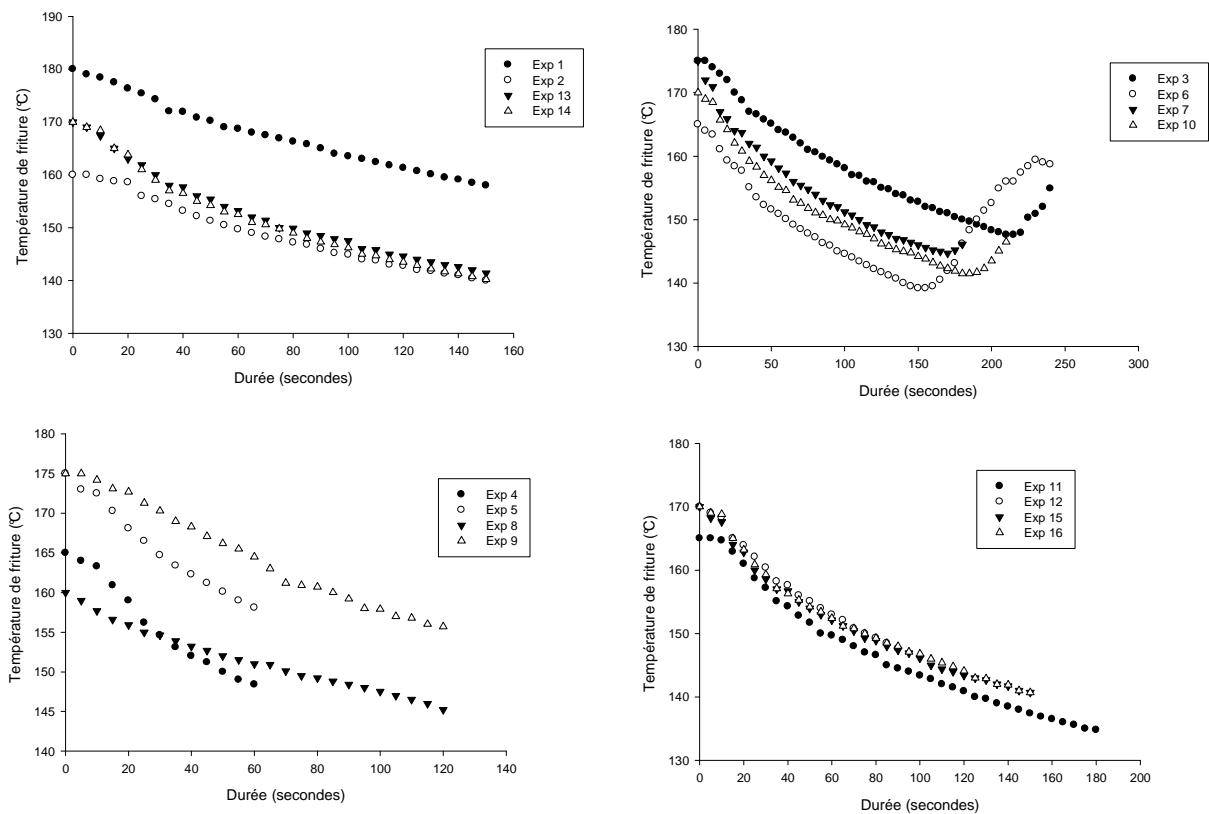 190
180
170
160
150
140
130
0 20 40 60 80 100 120 140 160
Température de friture (°C)
Durée (secondes)
Exp 1
Exp 2
Exp 13
Exp 14
180
170
160
150
140
130
0 50 100 150 200 250 300
Température de friture (°C)
Durée (secondes)
Exp 3
Exp 6
Exp 7
Exp 10
180
175
170
165
160
155
150
145
140
0 20 40 60 80 100 120 140
Température de friture (°C)
Durée (secondes)
Exp 4
Exp 5
Exp 8
Exp 9
180
170
160
150
140
130
0 20 40 60 80 100 120 140 160 180 200
Température de friture (°C)
Durée (secondes)
Exp 11
Exp 12
Exp 15
Exp 16